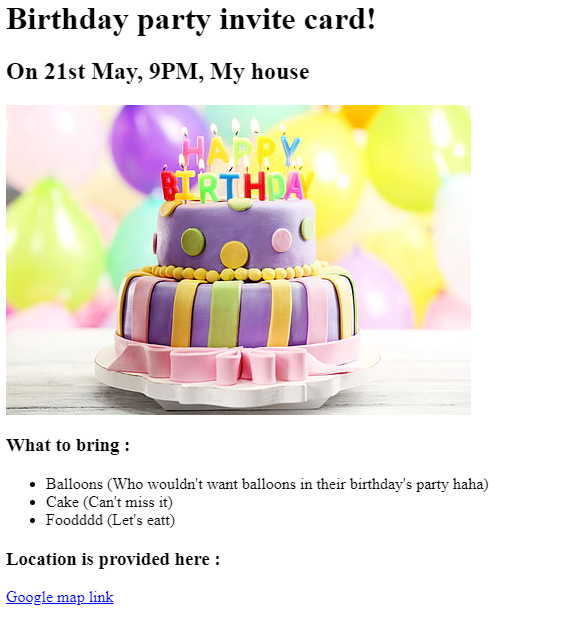 Birthday party invite card!
On 21st May, 9PM, My house
HAPPY
BIRTHDAY
What to bring :
Balloons (Who wouldn't want balloons in their birthday's party haha)
Cake (Can't miss it)
Foodddd (Let's eatt)
Location is provided here :
Google map link